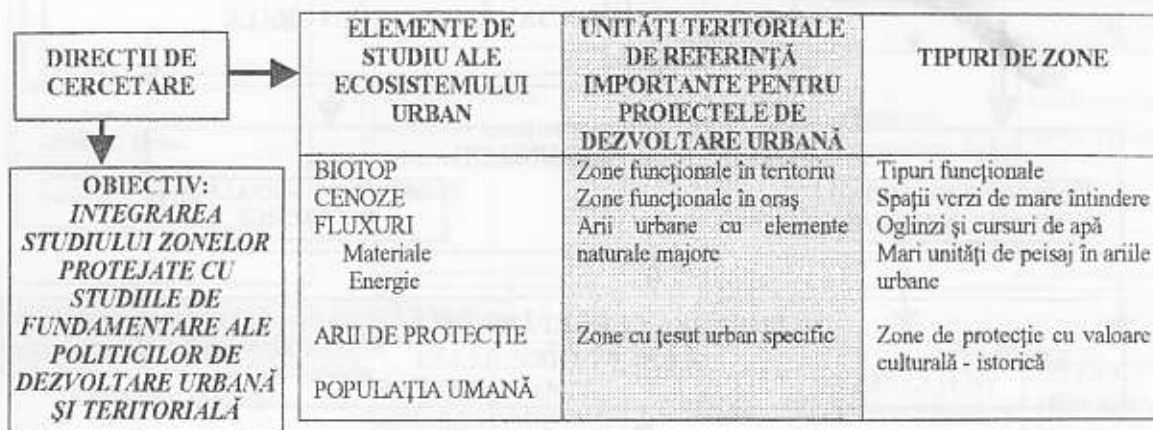 DIRECȚII DE
CERCETARE
OBIECTIV:
INTEGRAREA
STUDIULUI ZONELOR
PROTEJATE CU
STUDIILE DE
FUNDAMENTARE ALE
POLITICILOR DE
DEZVOLTARE URBANĂ
ȘI TERITORIALĂ
ELEMENTE DE
STUDIU ALE
ECOSISTEMULUI
URBAN
UNITĂȚI TERITORIALE
DE REFERINȚĂ
IMPORTANTE PENTRU
PROIECTELE DE
DEZVOLTARE URBANĂ
TIPURI DE ZONE
BIOTOP
CENOZE
FLUXURI
Materiale
Energie
ARII DE PROTECȚIE
POPULAȚIA UMANĂ
Zone funcționale în teritoriu
Zone funcționale în oraș
Arii urbane cu elemente
naturale majore
Zone cu țesut urban specific
Tipuri funcționale
Spații verzi de mare întindere
Oglinzi și cursuri de apă
Mari unități de peisaj în ariile
urbane
Zone de protecție cu valoare
culturală - istorică